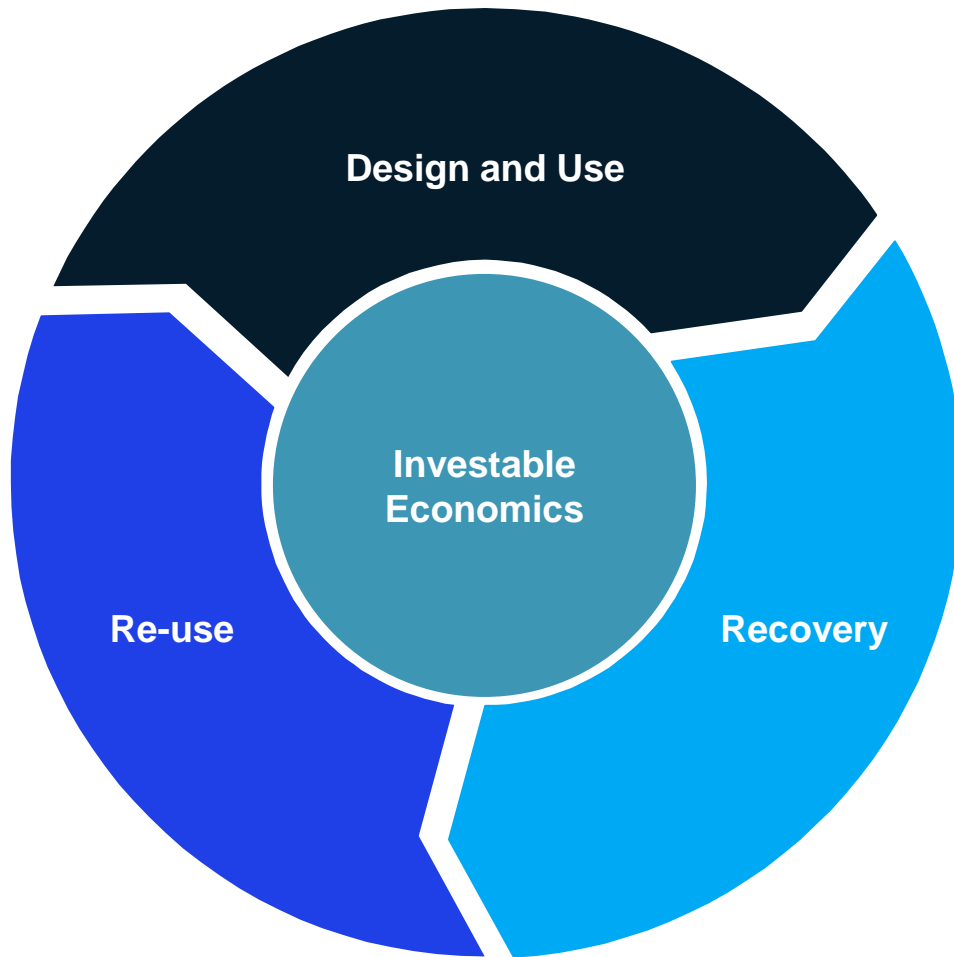 Design and Use
Investable
Economics
Re-use
Recovery